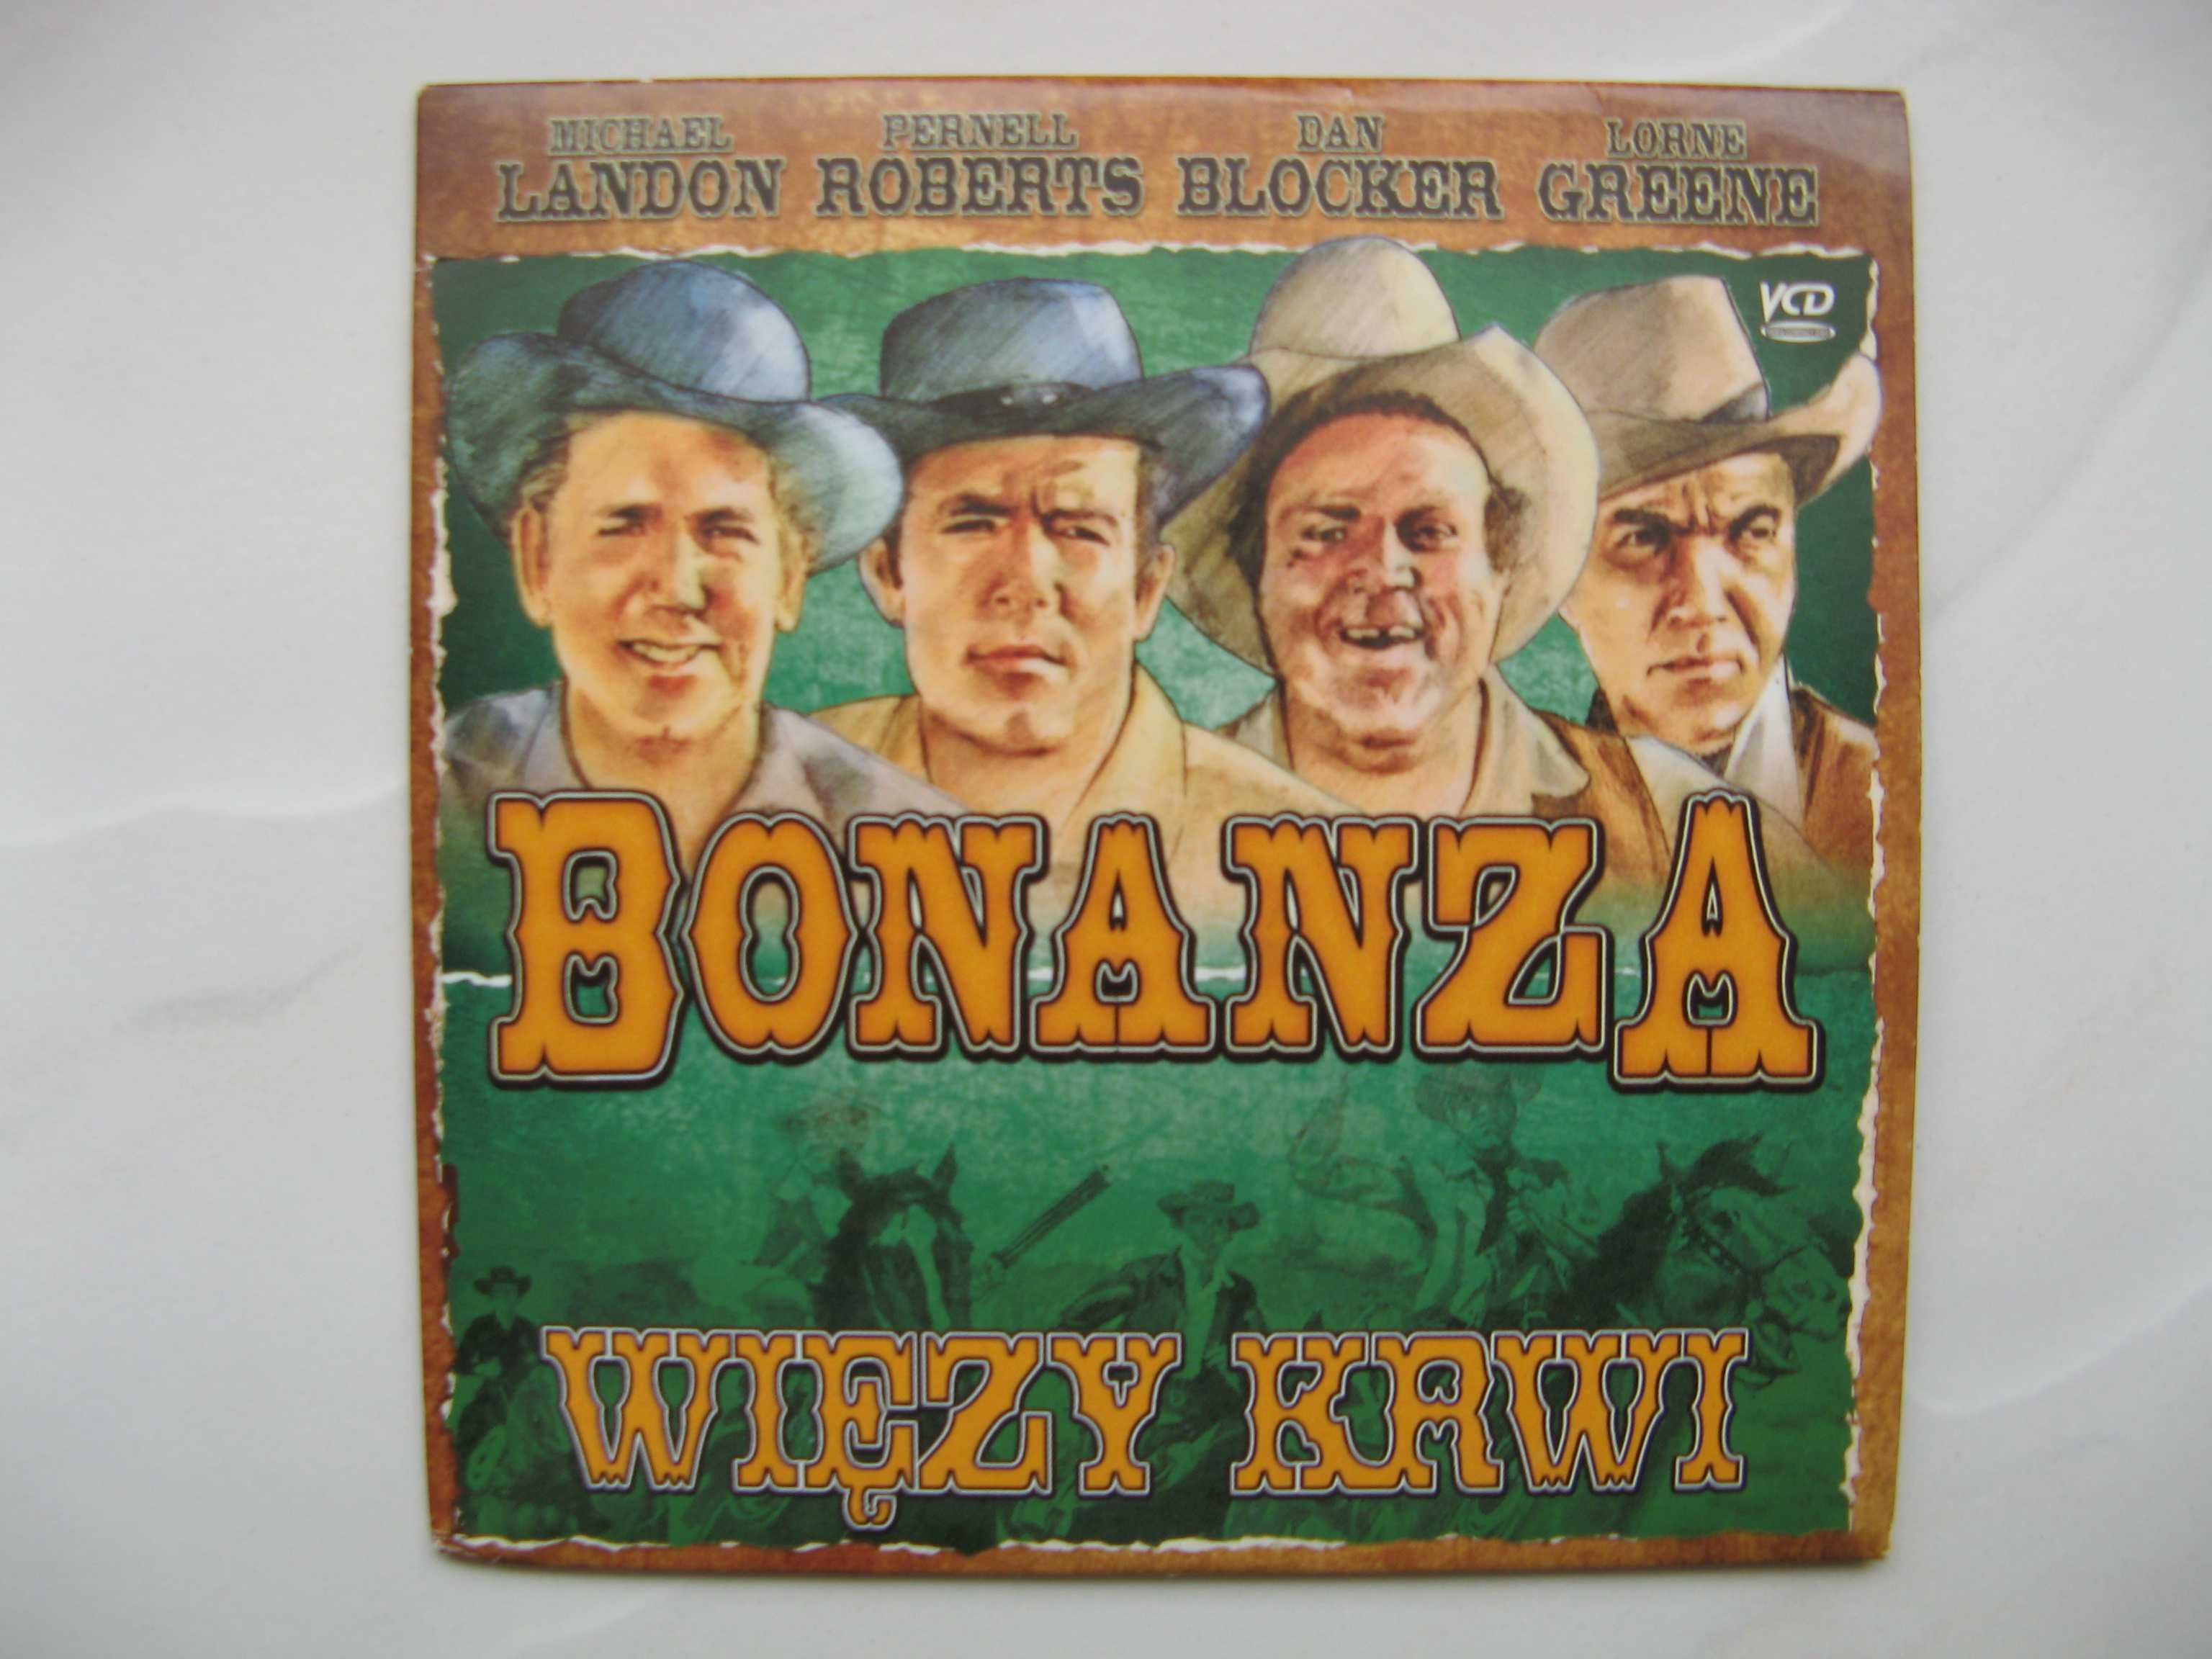 MICHAEL PERNELL DAN LORNE
LANDON ROBERTS BLOCKER GREENE
VCD
BONANZA
WIĘZY KRWI